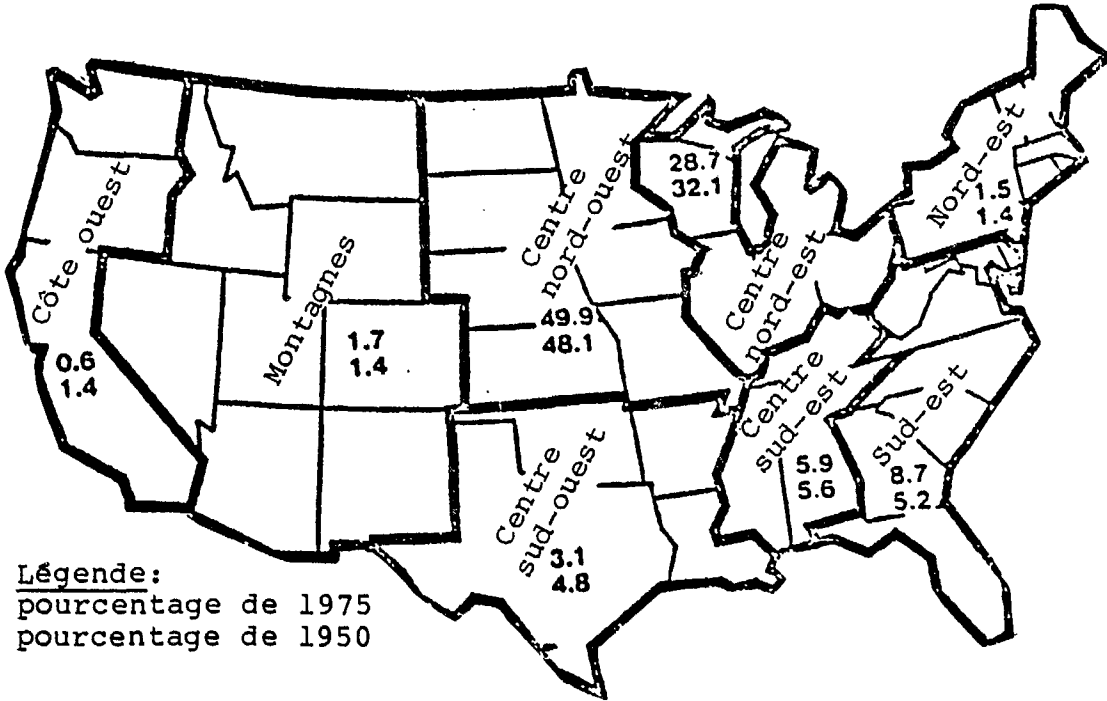 Côte ouest
0.6
1.4
Montagnes
1.7
1.4
Centre
nord-ouest
49.9
48.1
28.7
32.1
Centre
nord-est
Nord-est
1.5
1.4
Centre
sud-ouest
3.1
4.8
Centre
sud-est
5.9
5.6
Sud-est
8.7
5.2
Légende:
pourcentage de 1975
pourcentage de 1950